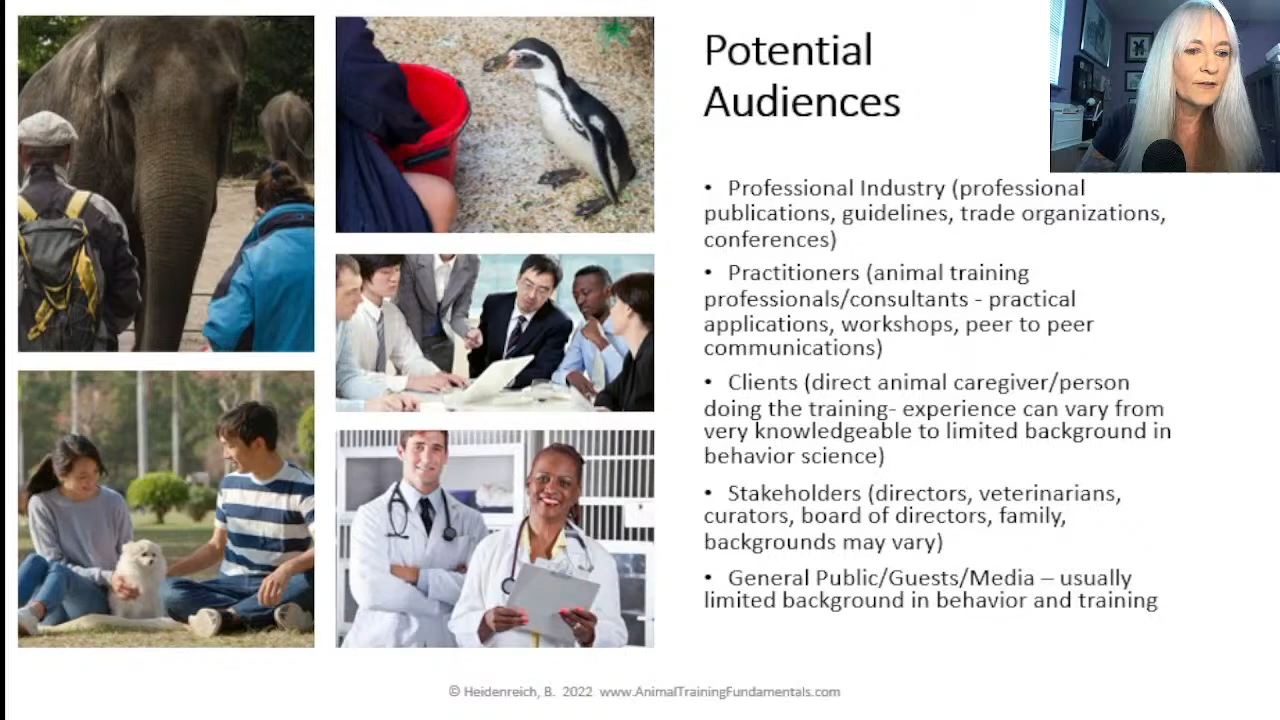 Potential
Audiences
• Professional Industry (professional
publications, guidelines, trade organizations,
conferences)
• Practitioners (animal training
professionals/consultants - practical
applications, workshops, peer to peer
communications)
• Clients (direct animal caregiver/person
doing the training- experience can vary from
very knowledgeable to limited background in
behavior science)
• Stakeholders (directors, veterinarians,
curators, board of directors, family,
backgrounds may vary)
• General Public/Guests/Media – usually
limited background in behavior and training
© Heidenreich, B. 2022 www.AnimalTrainingFundamentals.com